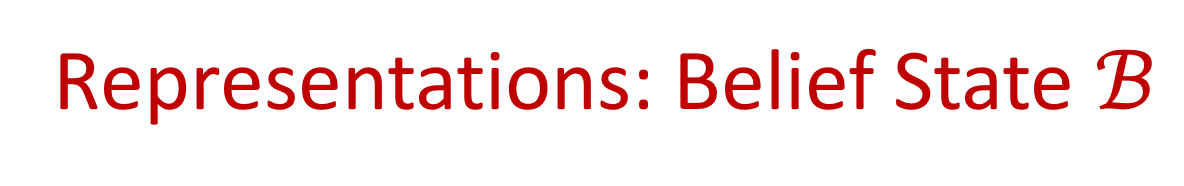 Representations: Belief State ℬ